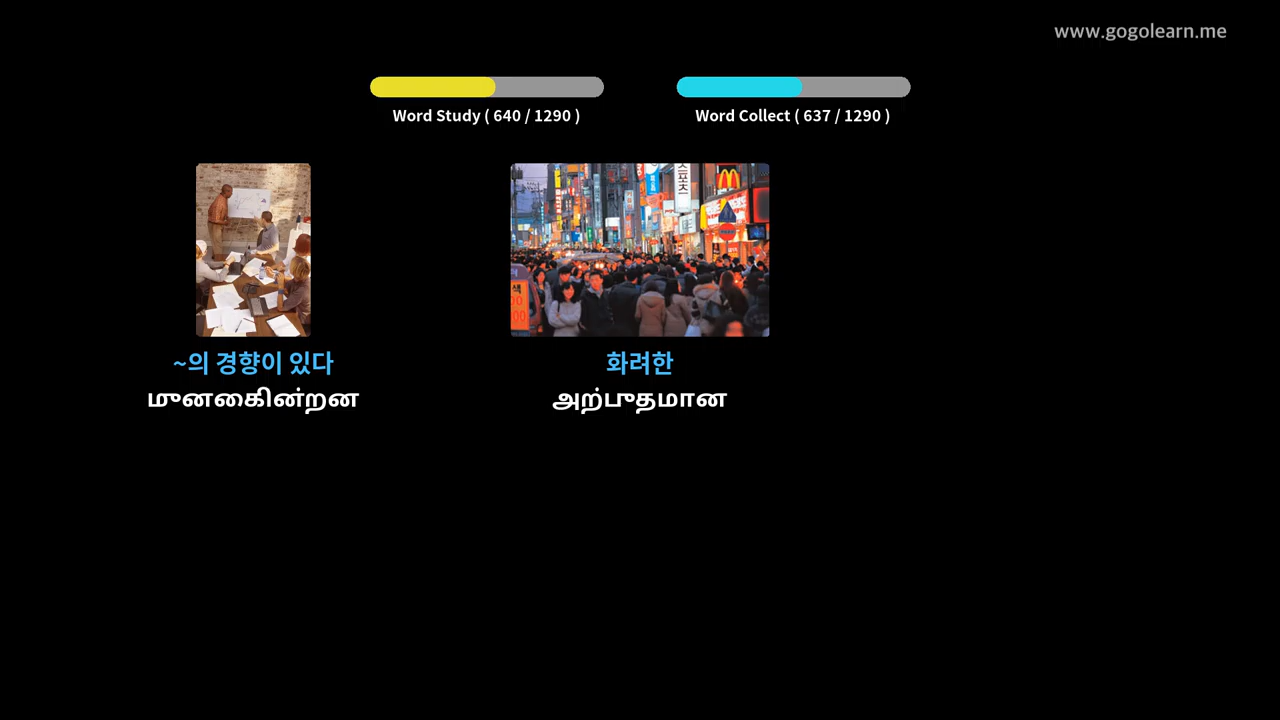 www.gogolearn.me
Word Study ( 640 / 1290 )
Word Collect ( 637 / 1290 )
~의 경향이 있다
முனைகின்றன
화려한
அற்புதமான